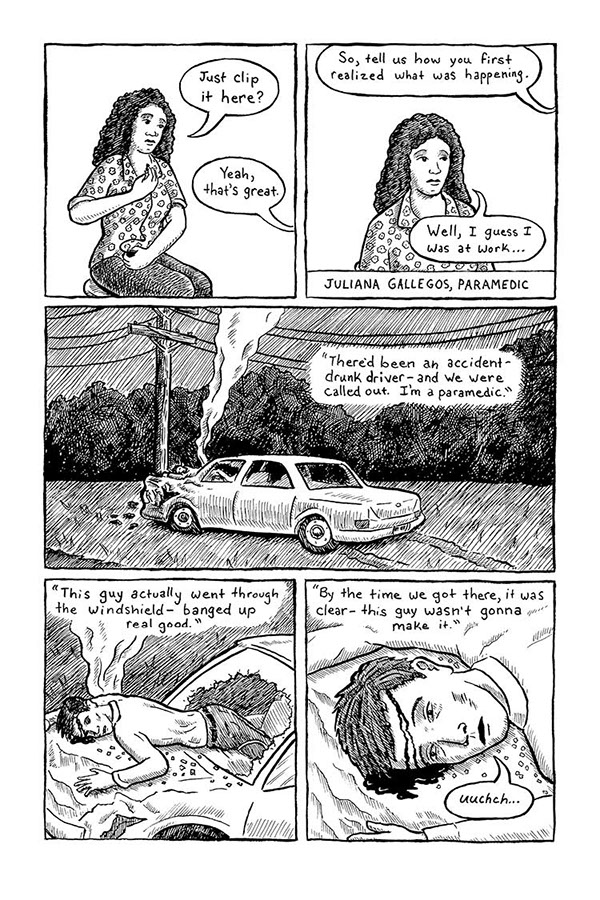 Just clip
it here?
Yeah,
that's great.
So, tell us how you first
realized what was happening.
Well, I guess I
was at work...
JULIANA GALLEGOS, PARAMEDIC
"There'd been an accident-
drunk driver-and we were
called out. I'm a paramedic."
"This guy actually went through
the windshield- banged up
real good."
"By the time we got there, it was
clear- this guy wasn't gonna
make it."
uuchch...